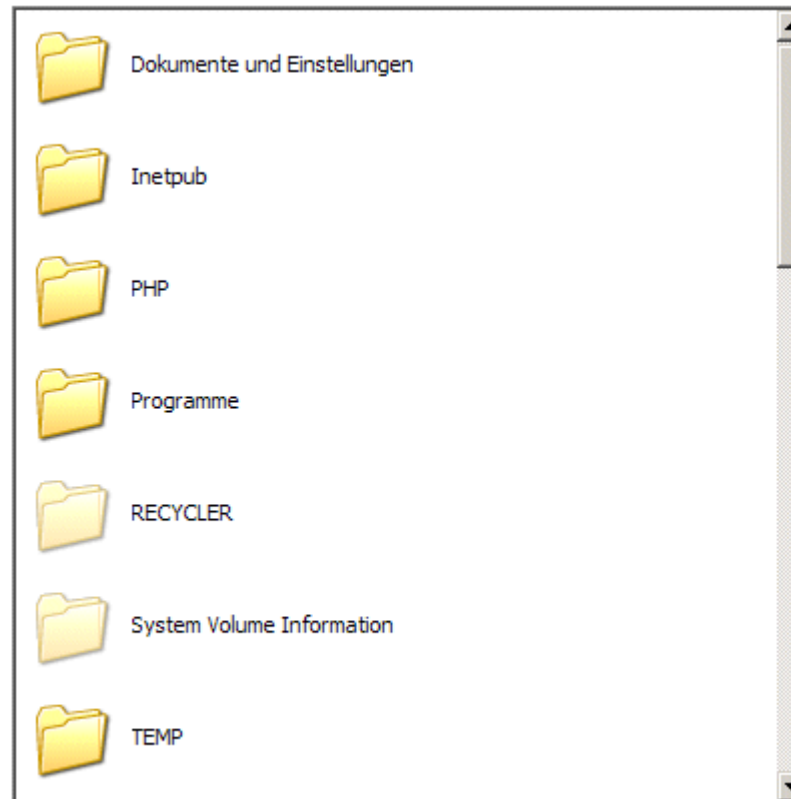 Dokumente und Einstellungen
Inetpub
PHP
Programme
RECYCLER
System Volume Information
TEMP